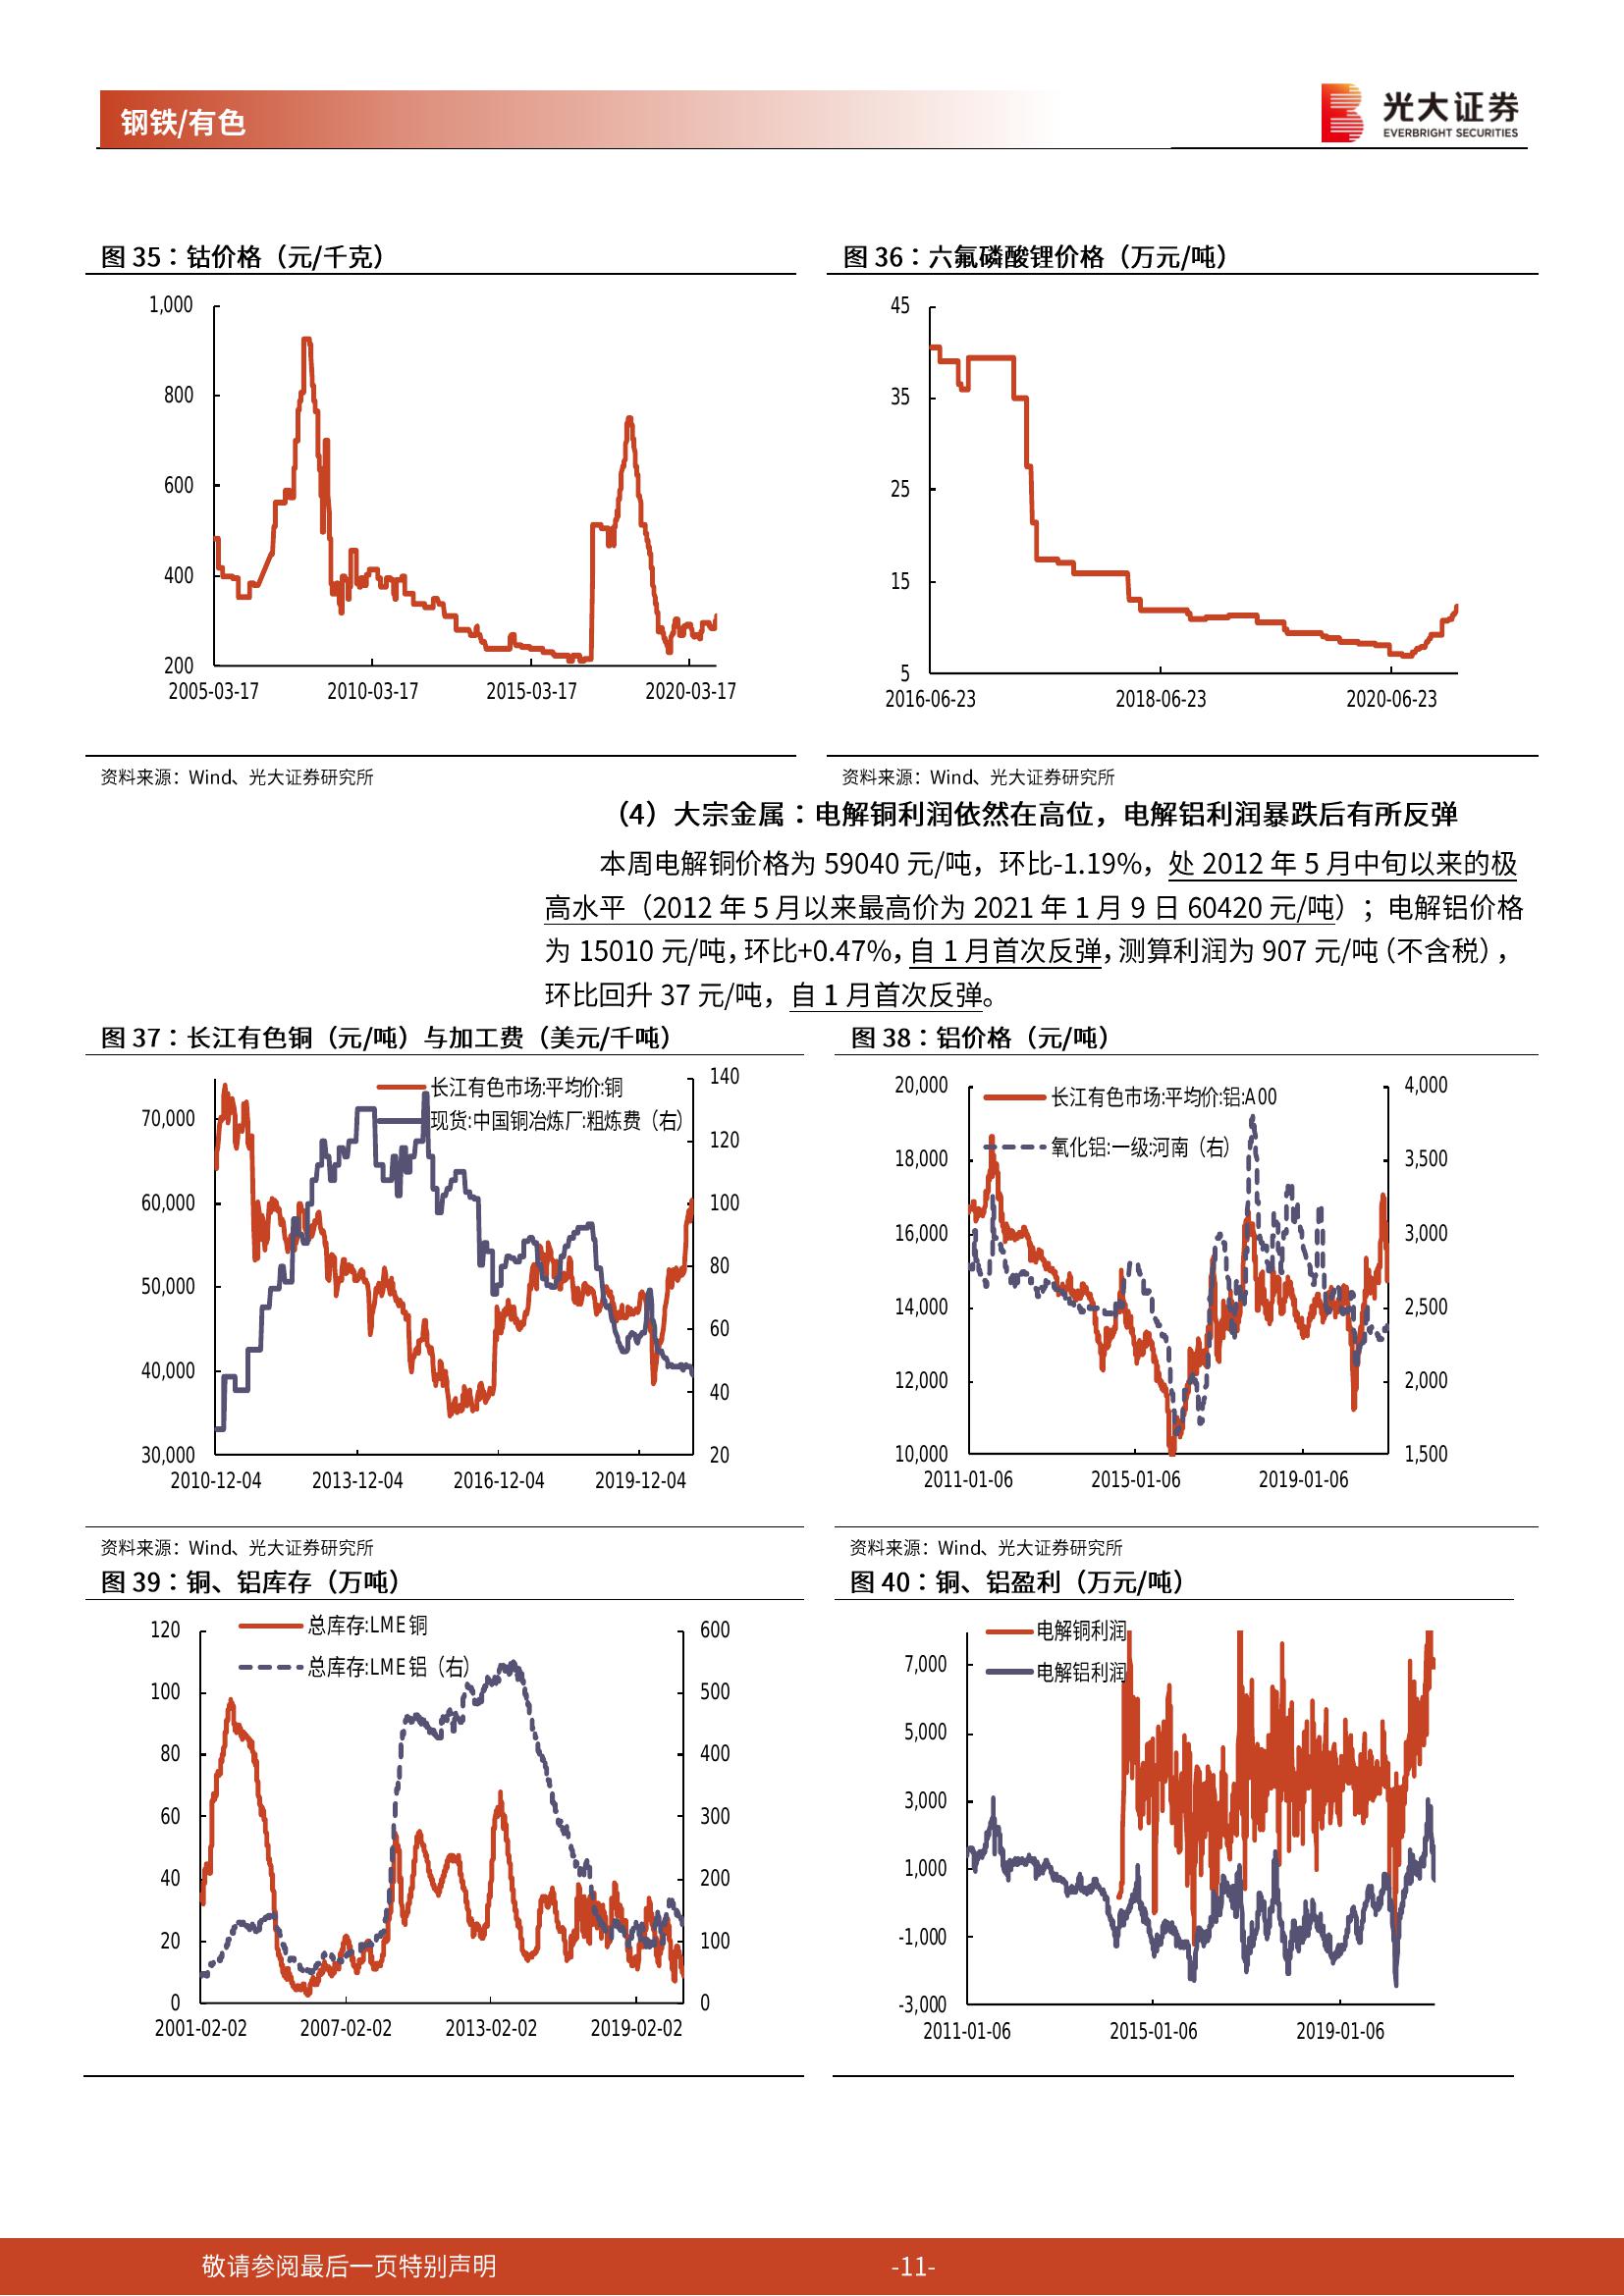 钢铁/有色
光大证券
EVERBRIGHT SECURITIES
图 35：钴价格（元/千克）
1,000
800
600
400
200
2005-03-17 2010-03-17 2015-03-17 2020-03-17
资料来源：Wind、光大证券研究所
图 36：六氟磷酸锂价格（万元/吨）
45
35
25
15
5
2016-06-23 2018-06-23 2020-06-23
资料来源：Wind、光大证券研究所
（4）大宗金属：电解铜利润依然在高位，电解铝利润暴跌后有所反弹
本周电解铜价格为 59040 元/吨，环比-1.19%，处 2012 年 5 月中旬以来的极
高水平（2012 年 5 月以来最高价为 2021 年 1 月 9 日 60420 元/吨）；电解铝价格
为 15010 元/吨，环比+0.47%，自 1 月首次反弹，测算利润为 907 元/吨（不含税），
环比回升 37 元/吨，自 1 月首次反弹。
图 37：长江有色铜（元/吨）与加工费（美元/千吨）
长江有色市场:平均价:铜
现货:中国铜冶炼厂:粗炼费（右）
70,000
60,000
50,000
40,000
30,000
140
120
100
80
60
40
20
2010-12-04 2013-12-04 2016-12-04 2019-12-04
资料来源：Wind、光大证券研究所
图 38：铝价格（元/吨）
长江有色市场:平均价:铝:A00
氧化铝:一级:河南（右）
20,000
18,000
16,000
14,000
12,000
10,000
4,000
3,500
3,000
2,500
2,000
1,500
2011-01-06 2015-01-06 2019-01-06
资料来源：Wind、光大证券研究所
图 39：铜、铝库存（万吨）
总库存:LME铜
总库存:LME铝（右）
120
100
80
60
40
20
0
600
500
400
300
200
100
0
2001-02-02 2007-02-02 2013-02-02 2019-02-02
图 40：铜、铝盈利（万元/吨）
电解铜利润
电解铝利润
7,000
5,000
3,000
1,000
-1,000
-3,000
2011-01-06 2015-01-06 2019-01-06
敬请参阅最后一页特别声明
-11-